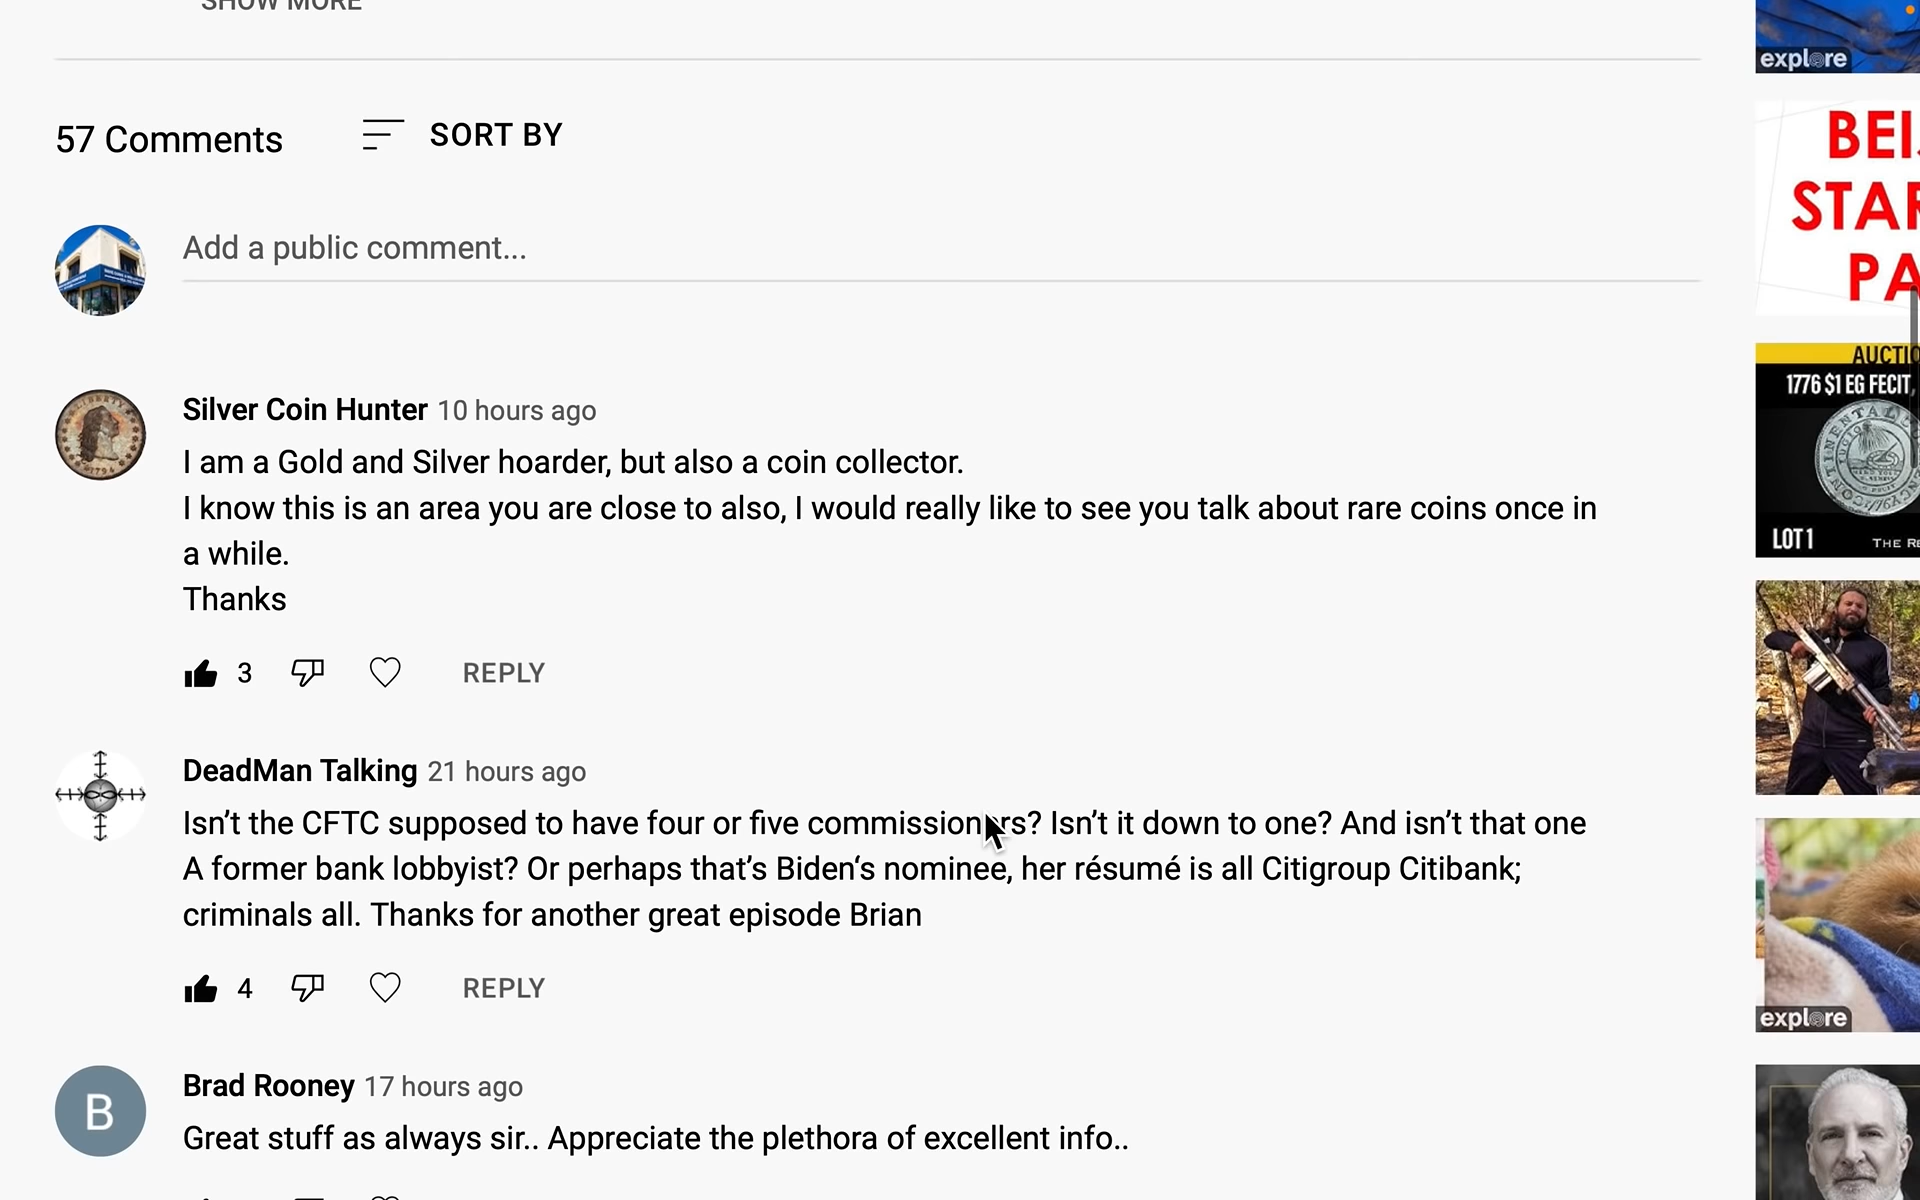 SHOW MORE
57 Comments
SORT BY
Add a public comment...
Silver Coin Hunter 10 hours ago
I am a Gold and Silver hoarder, but also a coin collector.
I know this is an area you are close to also, I would really like to see you talk about rare coins once in
a while.
Thanks
3
REPLY
DeadMan Talking 21 hours ago
Isn’t the CFTC supposed to have four or five commissioners? Isn’t it down to one? And isn’t that one
A former bank lobbyist? Or perhaps that’s Biden‘s nominee, her résumé is all Citigroup Citibank;
criminals all. Thanks for another great episode Brian
4
REPLY
B
Brad Rooney 17 hours ago
Great stuff as always sir.. Appreciate the plethora of excellent info..
explore
1776 $1 EG FECIT,
LOT 1
THE
explore